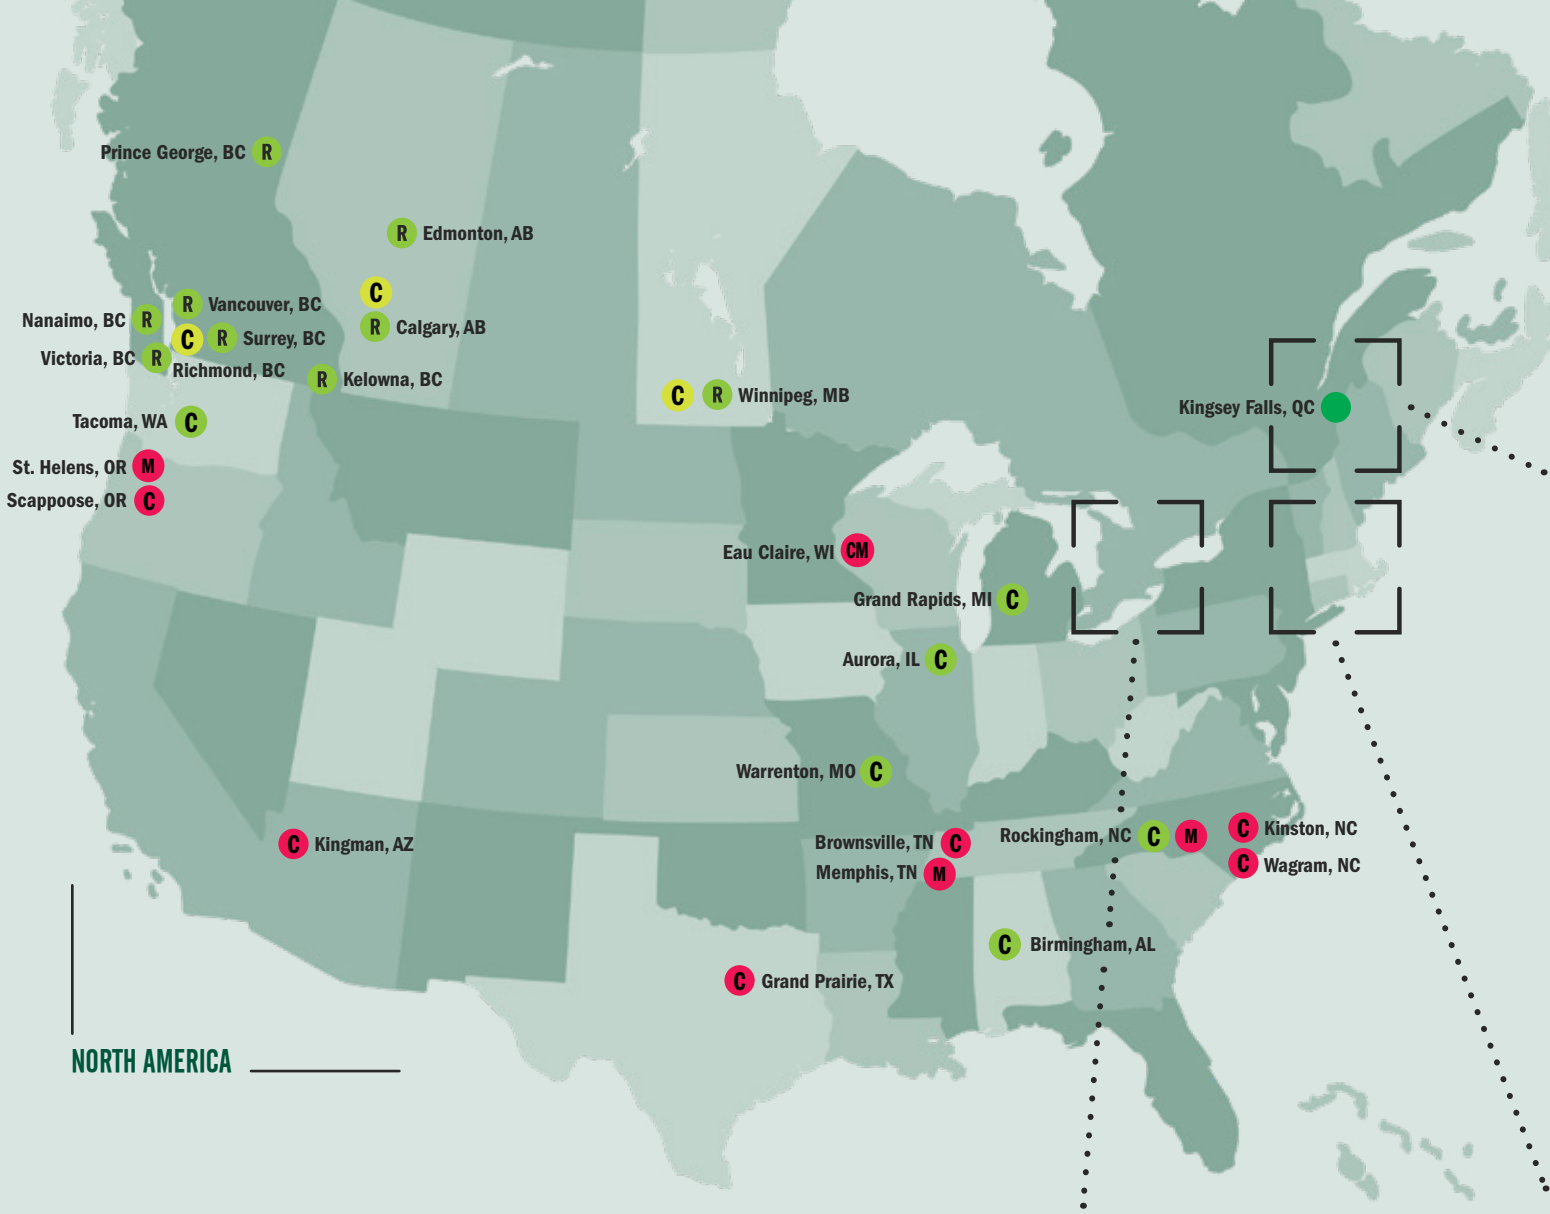 Prince George, BC R
R Edmonton, AB
C
R Calgary, AB
R Vancouver, BC
Nanaimo, BC R
C R Surrey, BC
Victoria, BC R
Richmond, BC
R Kelowna, BC
C R Winnipeg, MB
Kingsey Falls, QC
Tacoma, WA C
St. Helens, OR M
Scappoose, OR C
Eau Claire, WI CM
Grand Rapids, MI C
Aurora, IL C
Warrenton, MO C
C Kingman, AZ
Brownsville, TN C
Memphis, TN M
Rockingham, NC C M
C Kinston, NC
C Wagram, NC
C Birmingham, AL
C Grand Prairie, TX
NORTH AMERICA